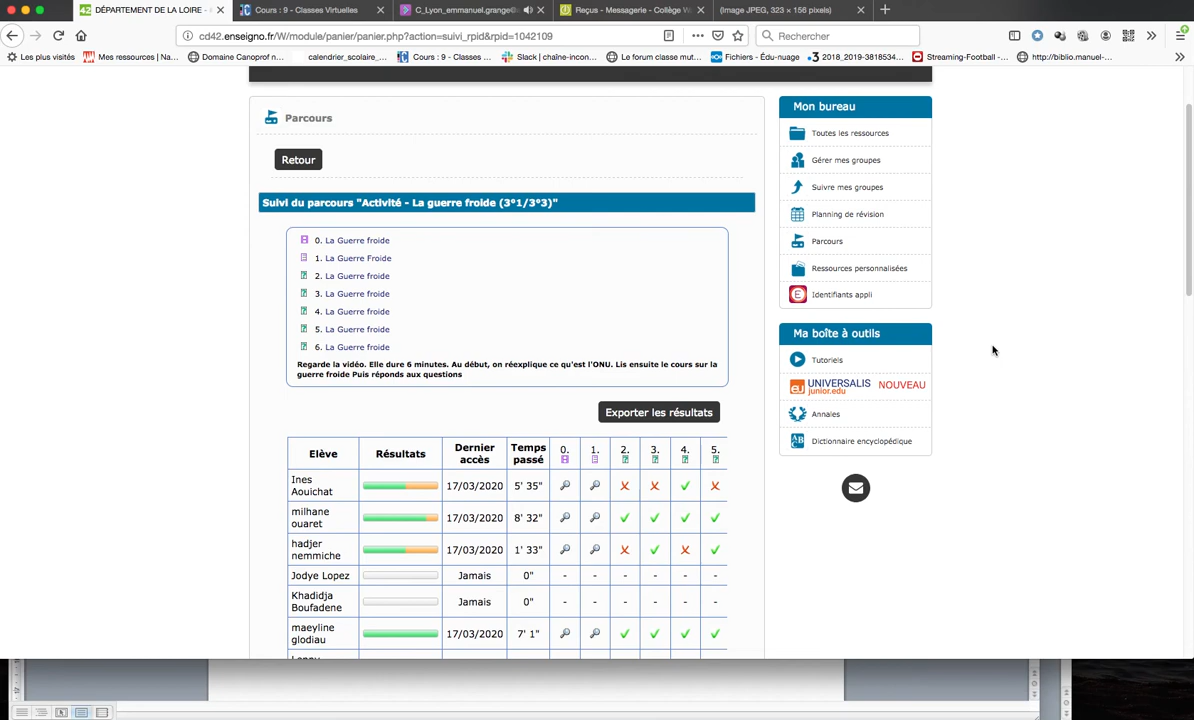 DÉPARTEMENT DE LA LOIRE -
Cours : 9 - Classes Virtuelles
C_Lyon_emmanuel.grange
Reçus - Messagerie - Collège W
(Image JPEG, 323 × 156 pixels)
cd42.enseigno.fr/W/module/panier/panier.php?action=suivi_rpid&rpid=1042109
Rechercher
Les plus visités
Mes ressources | Na...
Domaine Canoprof en...
calendrier_scolaire_...
Cours : 9 - Classes ...
Slack | chaîne-incon...
Le forum classe mut...
Fichiers - Édu-nuage
3 2018_2019-3818534...
Streaming-Football -...
http://biblio.manuel-...
Parcours
Retour
Suivi du parcours "Activité - La guerre froide (3°1/3°3)"
0. La Guerre froide
1. La Guerre Froide
2. La Guerre froide
3. La Guerre froide
4. La Guerre froide
5. La Guerre froide
6. La Guerre froide
Regarde la vidéo. Elle dure 6 minutes. Au début, on réexplique ce qu'est l'ONU. Lis ensuite le cours sur la
guerre froide Puis réponds aux questions
Exporter les résultats
Elève Résultats Dernier accès Temps passé 0. 1. 2. 3. 4. 5.
Ines Aouichat 17/03/2020 5' 35"
milhane ouaret 17/03/2020 8' 32"
hadjer nemmiche 17/03/2020 1' 33"
Jodye Lopez Jamais 0" - - - - - -
Khadidja Boufadene Jamais 0" - - - - - -
maeyline glodiau 17/03/2020 7' 1"
Mon bureau
Toutes les ressources
Gérer mes groupes
Suivre mes groupes
Planning de révision
Parcours
Ressources personnalisées
Identifiants appli
Ma boîte à outils
Tutoriels
eu UNIVERSALIS junior.edu NOUVEAU
Annales
Dictionnaire encyclopédique